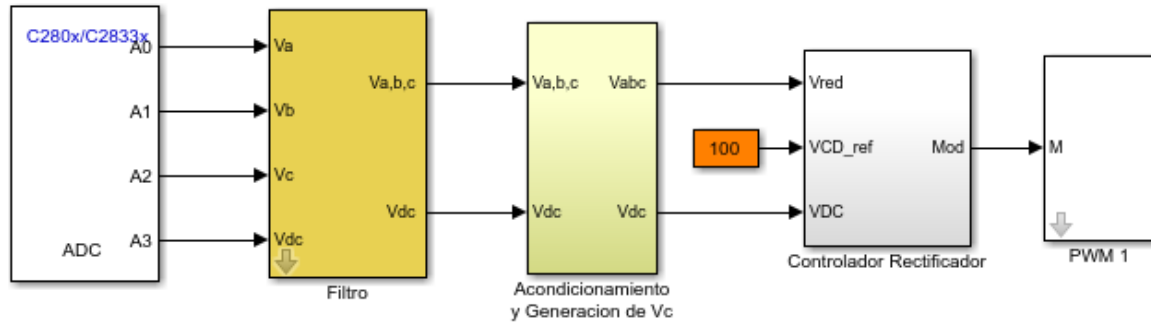 C280x/C2833x
A0
A1
A2
A3
ADC
Va
Vb
Vc
Vdc
Va,b,c
Vdc
Filtro
Va,b,c
Vdc
Vabc
Vdc
Acondicionamiento
y Generacion de Vc
100
Vred
VCD_ref
VDC
Mod
Controlador Rectificador
M
PWM 1